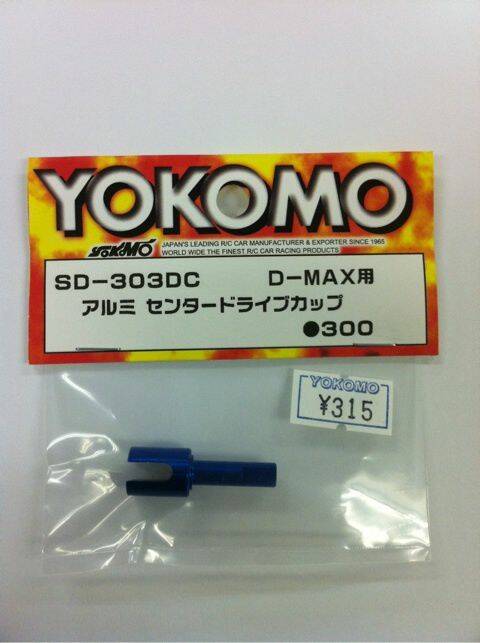 YOKOMO
YOKOMO JAPAN'S LEADING R/C CAR MANUFACTURER & EXPORTER SINCE 1965
WORLD WIDE THE FINEST R/C CAR RACING PRODUCTS
SD-303DC D-MAX用
アルミ センタードライブカップ
●300
YOKOMO
¥315